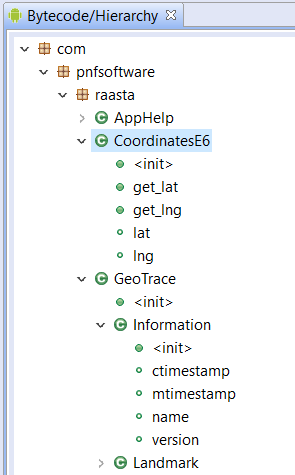 Bytecode/Hierarchy
com
pnfsoftware
raasta
AppHelp
CoordinatesE6
<init>
get_lat
get_lng
lat
lng
GeoTrace
<init>
Information
<init>
ctimestamp
mtimestamp
name
version
Landmark